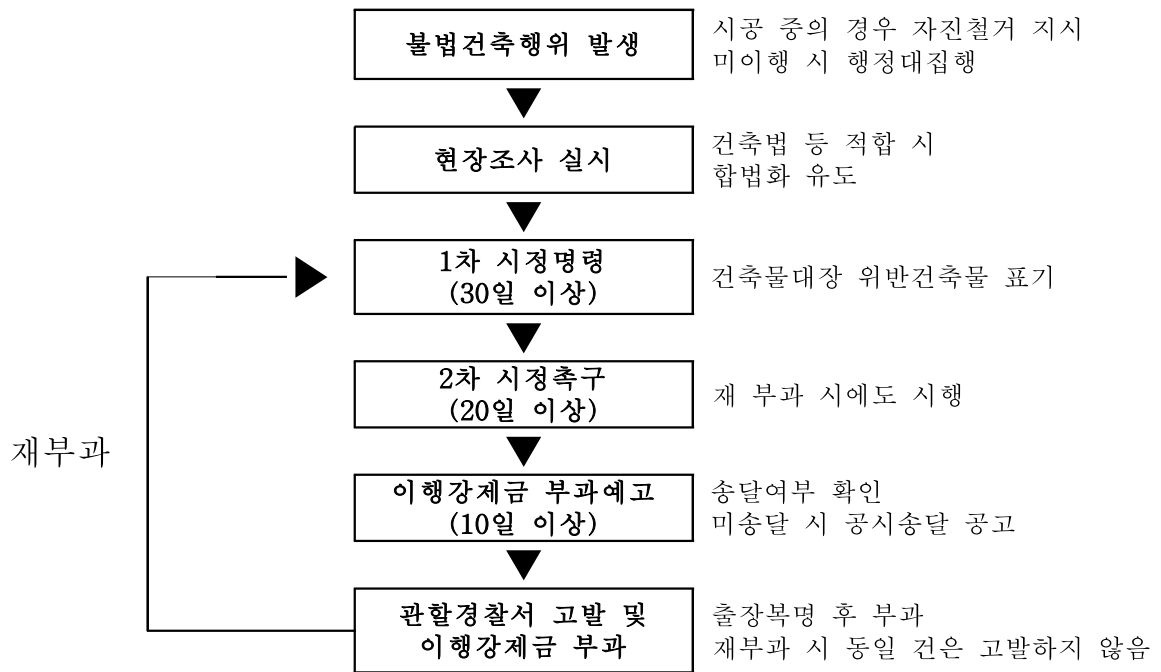 불법건축행위 발생
시공 중의 경우 자진철거 지시
미이행 시 행정대집행
현장조사 실시
건축법 등 적합 시
합법화 유도
1차 시정명령
(30일 이상)
건축물대장 위반건축물 표기
2차 시정촉구
(20일 이상)
재 부과 시에도 시행
재부과
이행강제금 부과예고
(10일 이상)
송달여부 확인
미송달 시 공시송달 공고
관할경찰서 고발 및
이행강제금 부과
출장복명 후 부과
재부과 시 동일 건은 고발하지 않음